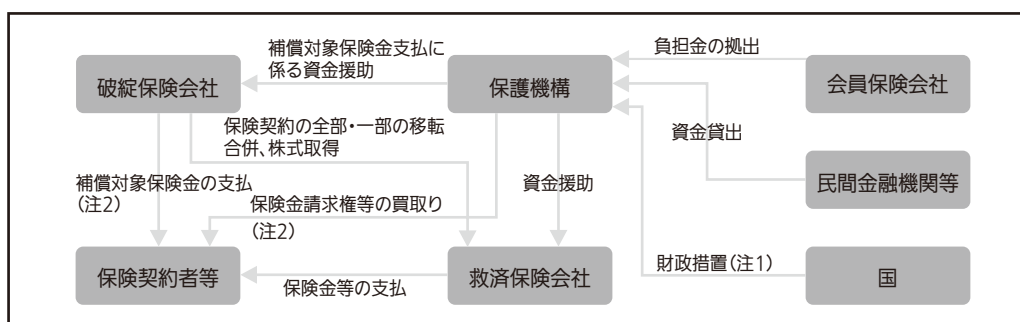 補償対象保険金支払に
係る資金援助
負担金の拠出
破綻保険会社
保護機構
会員保険会社
保険契約の全部・一部の移転
合併、株式取得
資金貸出
補償対象保険金の支払
(注2)
資金援助
民間金融機関等
保険金請求権等の買取り
(注2)
保険契約者等
保険金等の支払
救済保険会社
財政措置(注1)
国